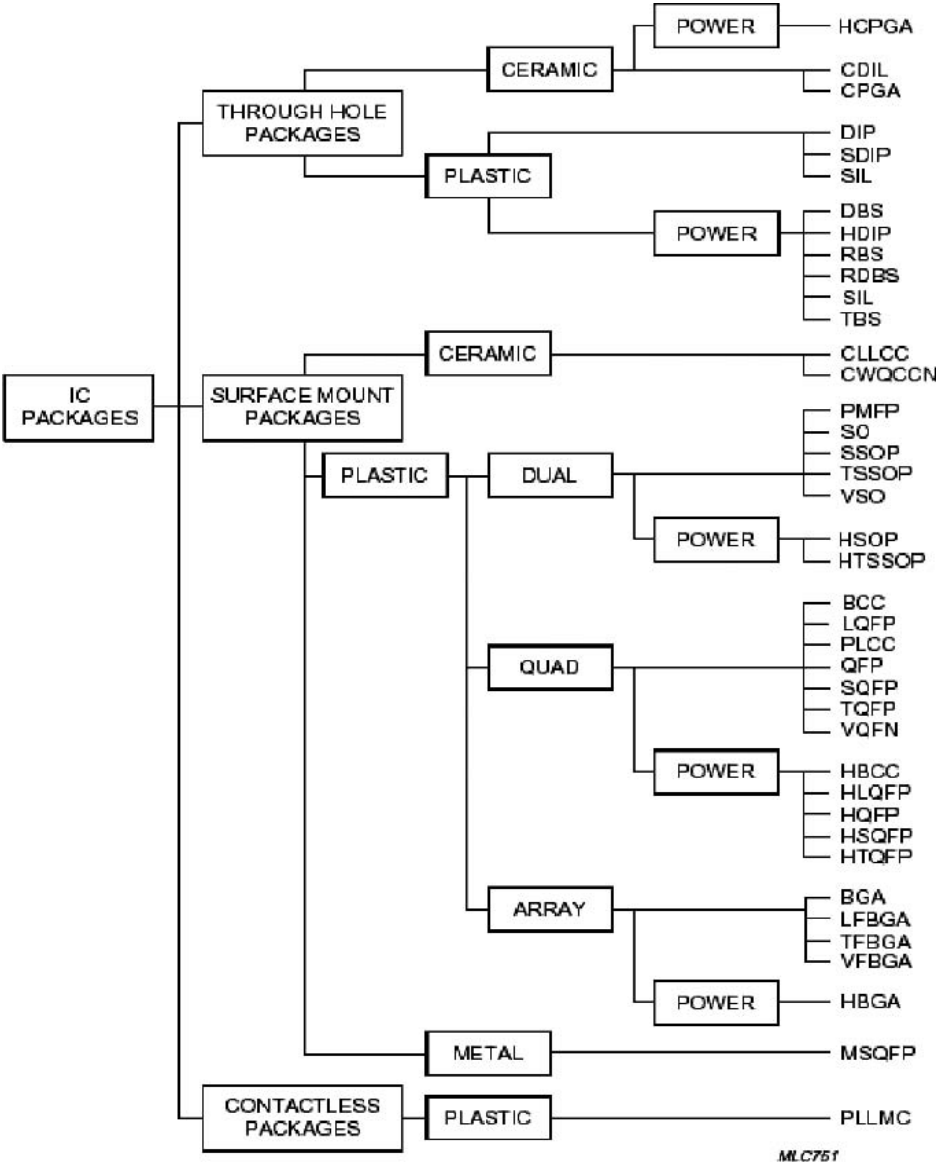 POWER
HCPGA
CERAMIC
CDIL
CPGA
THROUGH HOLE
PACKAGES
DIP
SDIP
SIL
PLASTIC
POWER
DBS
HDIP
RBS
RDBS
SIL
TBS
CERAMIC
CLLCC
CWQCCN
IC
PACKAGES
SURFACE MOUNT
PACKAGES
PLASTIC
DUAL
PMFP
SO
SSOP
TSSOP
VSO
POWER
HSOP
HTSSOP
QUAD
BCC
LQFP
PLCC
QFP
SQFP
TQFP
VQFN
POWER
HBCC
HLQFP
HQFP
HSQFP
HTQFP
ARRAY
BGA
LFBGA
TFBGA
VFBGA
POWER
HBGA
METAL
MSQFP
CONTACTLESS
PACKAGES
PLASTIC
PLLMC
MLC751